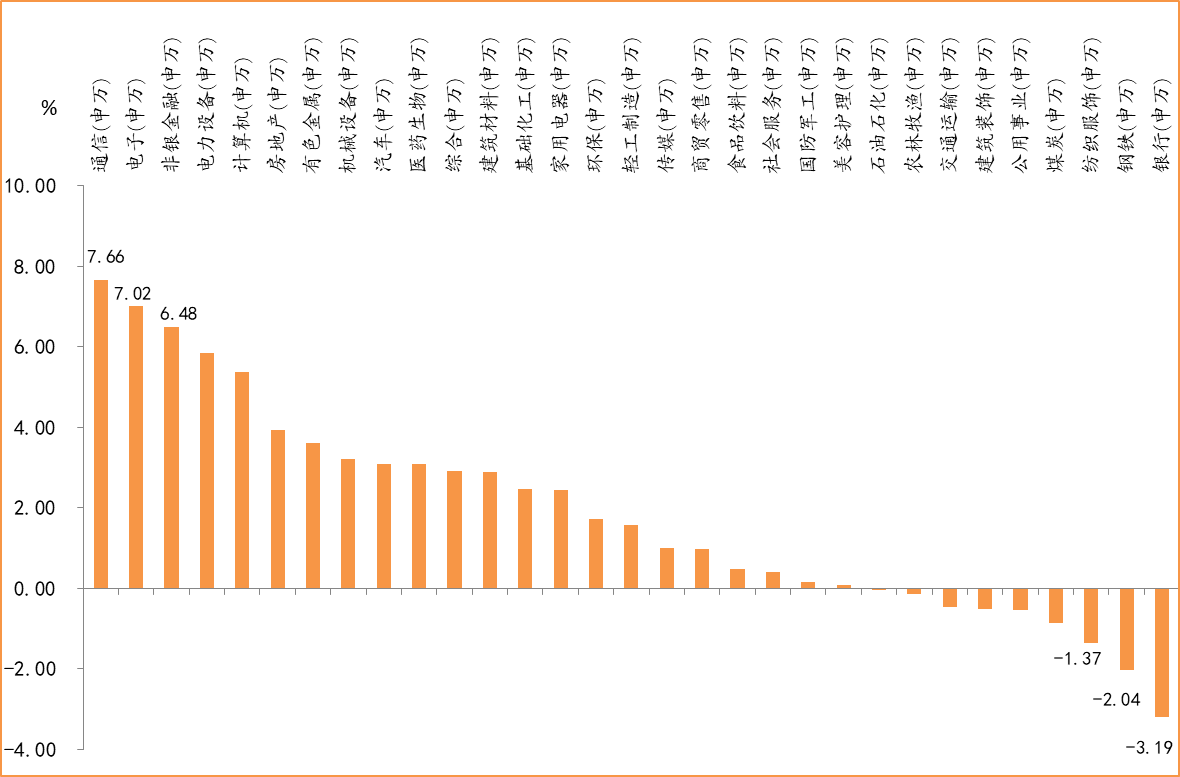 %
通信(申万)
电子(申万)
非银金融(申万)
电力设备(申万)
计算机(申万)
房地产(申万)
有色金属(申万)
机械设备(申万)
汽车(申万)
医药生物(申万)
综合(申万)
建筑材料(申万)
基础化工(申万)
家用电器(申万)
环保(申万)
轻工制造(申万)
传媒(申万)
商贸零售(申万)
食品饮料(申万)
社会服务(申万)
国防军工(申万)
美容护理(申万)
石油石化(申万)
农林牧渔(申万)
交通运输(申万)
建筑装饰(申万)
公用事业(申万)
煤炭(申万)
纺织服饰(申万)
钢铁(申万)
银行(申万)
10.00
8.00
6.00
4.00
2.00
0.00
-2.00
-4.00
7.66
7.02
6.48
-1.37
-2.04
-3.19